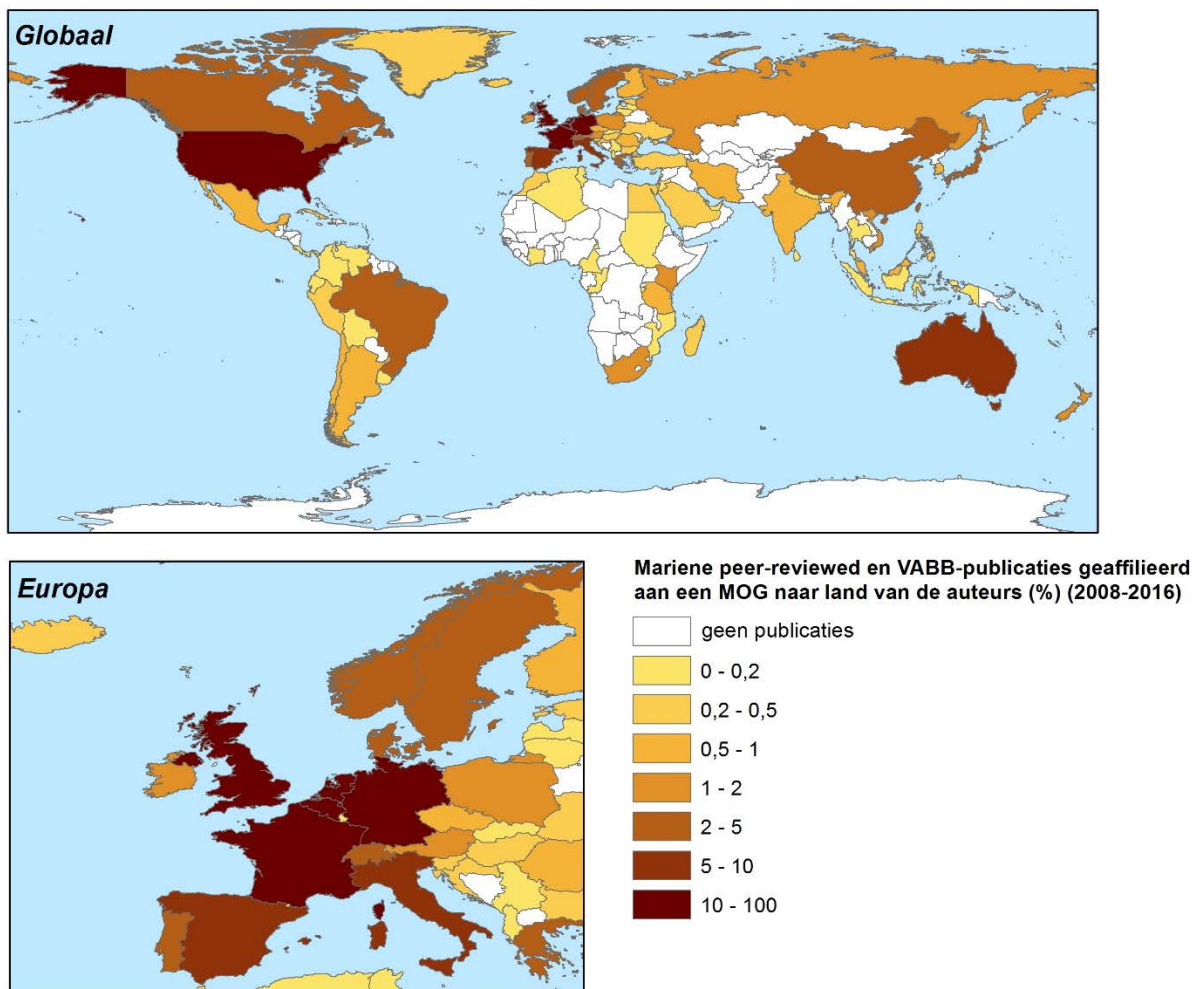 Globaal
Europa
Mariene peer-reviewed en VABB-publicaties geaffilieerd
aan een MOG naar land van de auteurs (%) (2008-2016)
geen publicaties
0 - 0,2
0,2 - 0,5
0,5 - 1
1 - 2
2 - 5
5 - 10
10 - 100